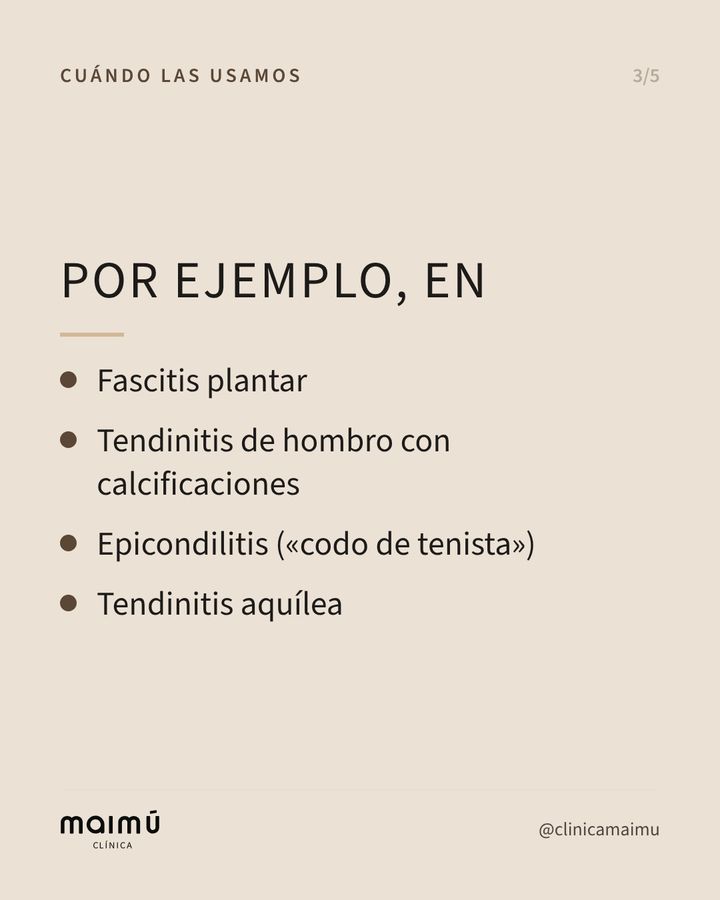 CUÁNDO LAS USAMOS
3/5
POR EJEMPLO, EN
Fascitis plantar
Tendinitis de hombro con
calcificaciones
Epicondilitis («codo de tenista»)
Tendinitis aquílea
maimú
CLÍNICA
@clinicamaimu